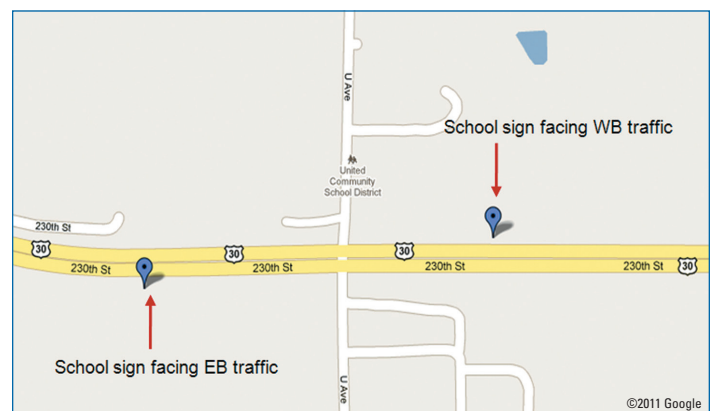 U Ave
School sign facing WB traffic
United
Community
School District
230th St
30
30
30
230th St
230th St
230th St
230th St
30
School sign facing EB traffic
U Ave
©2011 Google